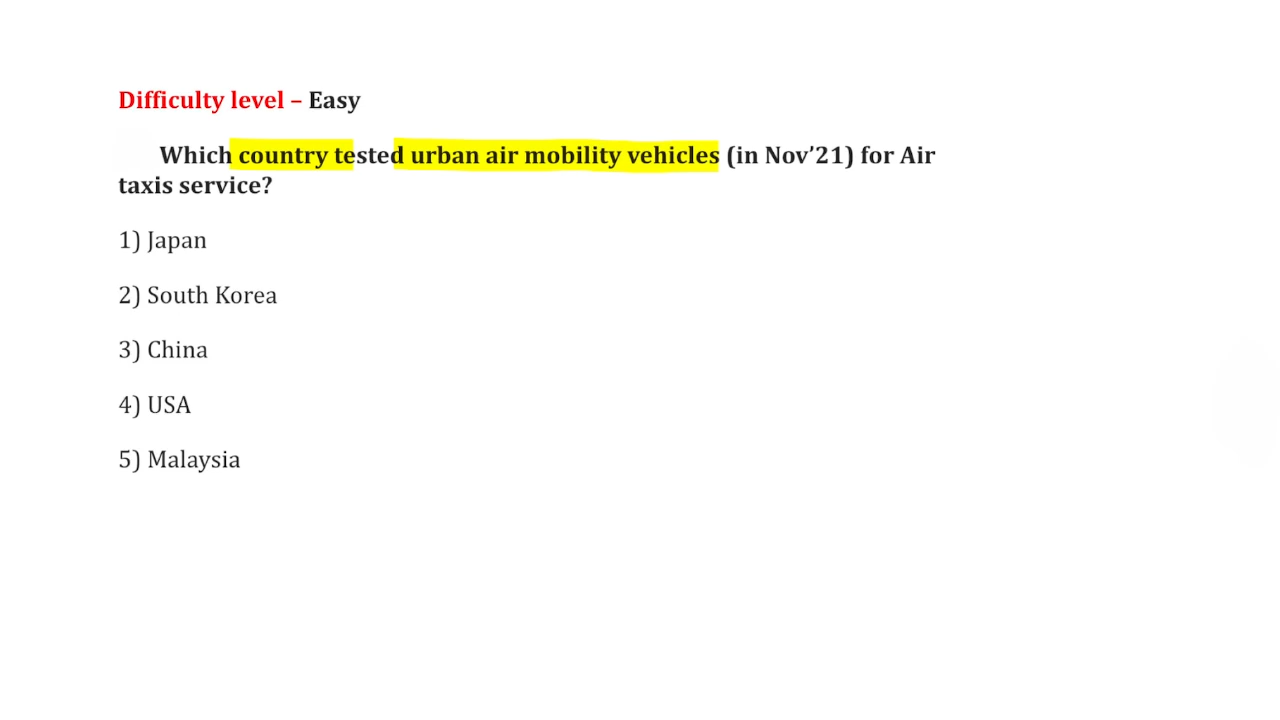 Difficulty level – Easy
Which country tested urban air mobility vehicles (in Nov’21) for Air
taxis service?
1) Japan
2) South Korea
3) China
4) USA
5) Malaysia